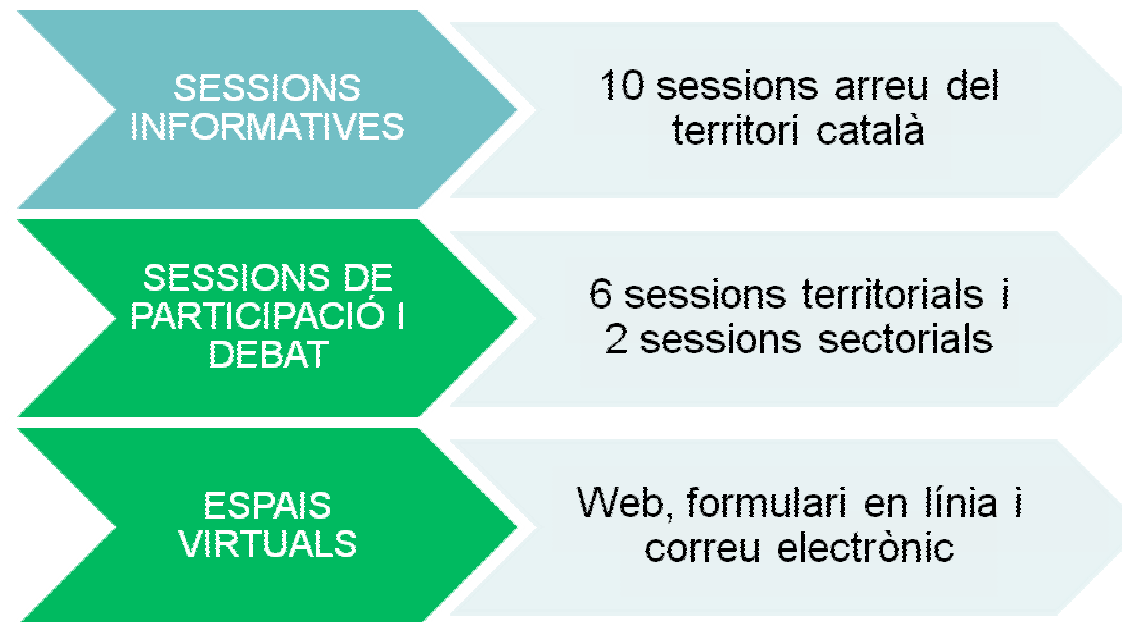 SESSIONS
INFORMATIVES
10 sessions arreu del
territori català
SESSIONS DE
PARTICIPACIÓ I
DEBAT
6 sessions territorials i
2 sessions sectorials
ESPAIS
VIRTUALS
Web, formulari en línia i
correu electrònic